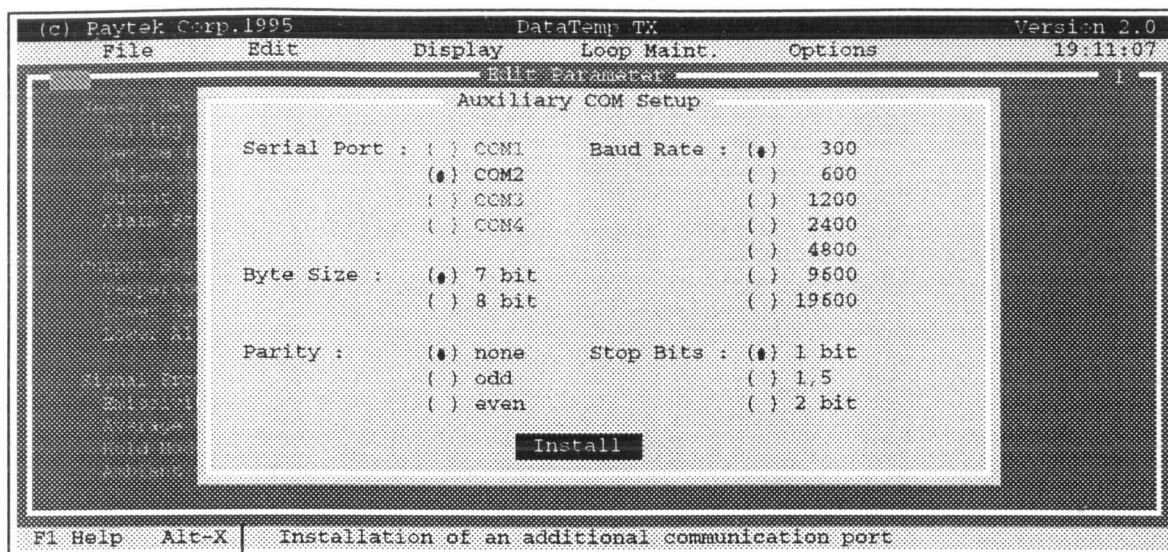 (c) Raytek Corp.1995 DataTemp TX Version 2.0
File Edit Display Loop Maint. Options 19:11:07
Edit Parameter 1
Auxiliary COM Setup
Serial Port : ( ) COM1 Baud Rate : (•) 300
(•) COM2 ( ) 600
( ) COM3 ( ) 1200
( ) COM4 ( ) 2400
( ) 4800
Byte Size : (•) 7 bit ( ) 9600
( ) 8 bit ( ) 19600
Parity : (•) none Stop Bits : (•) 1 bit
( ) odd ( ) 1,5
( ) even ( ) 2 bit
Install
F1 Help Alt-X Installation of an additional communication port